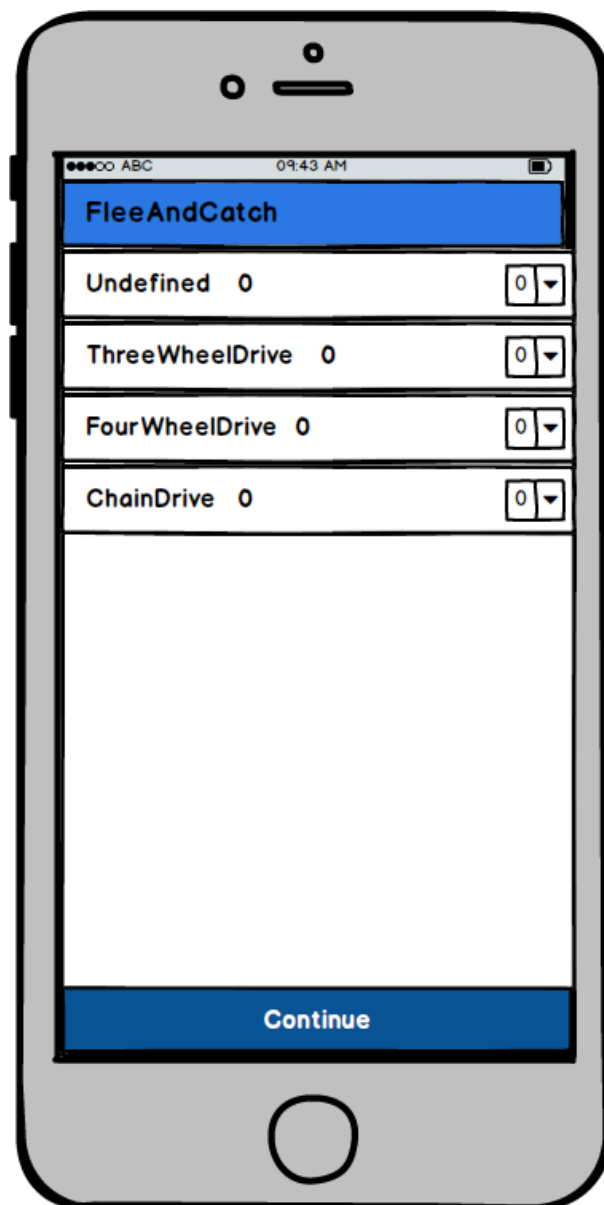 ABC 09:43 AM
FleeAndCatch
Undefined 0 0
ThreeWheelDrive 0 0
FourWheelDrive 0 0
ChainDrive 0 0
Continue